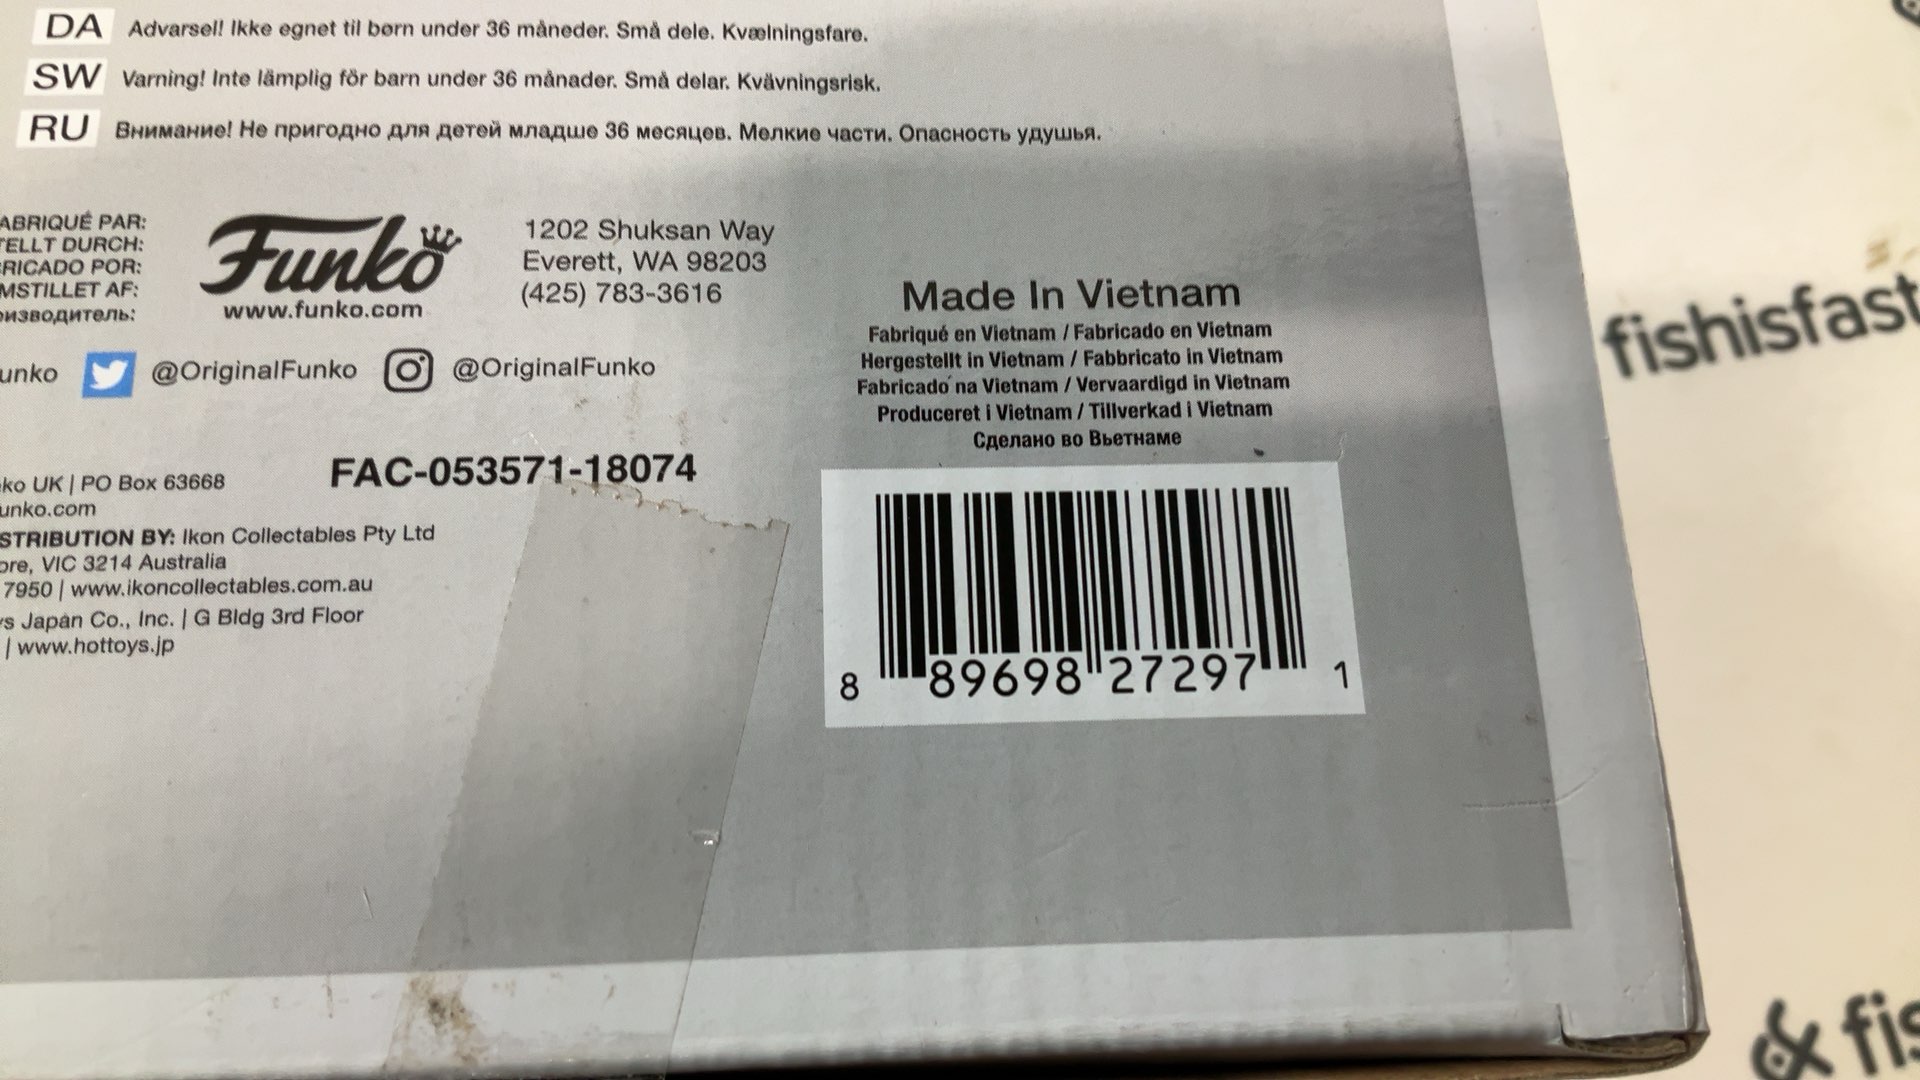 DA Advarsel! Ikke egnet til børn under 36 måneder. Små dele. Kvælningsfare.
SW Varning! Inte lämplig för barn under 36 månader. Små delar. Kvävningsrisk.
RU Внимание! Не пригодно для детей младше 36 месяцев. Мелкие части. Опасность удушья.
ABRIQUÉ PAR:
TELLT DURCH:
RICADO POR:
MSTILLET AF:
ИЗВОДИТЕЛЬ:
Funko
www.funko.com
1202 Shuksan Way
Everett, WA 98203
(425) 783-3616
unko @OriginalFunko @OriginalFunko
Made In Vietnam
Fabriqué en Vietnam / Fabricado en Vietnam
Hergestellt in Vietnam / Fabbricato in Vietnam
Fabricado na Vietnam / Vervaardigd in Vietnam
Produceret i Vietnam / Tillverkad i Vietnam
Сделано во Вьетнаме
FAC-053571-18074
ko UK | PO Box 63668
unko.com
STRIBUTION BY: Ikon Collectables Pty Ltd
ore, VIC 3214 Australia
7950 | www.ikoncollectables.com.au
ys Japan Co., Inc. | G Bldg 3rd Floor
| www.hottoys.jp
8 89698 27297 1
fishisfast
& fis